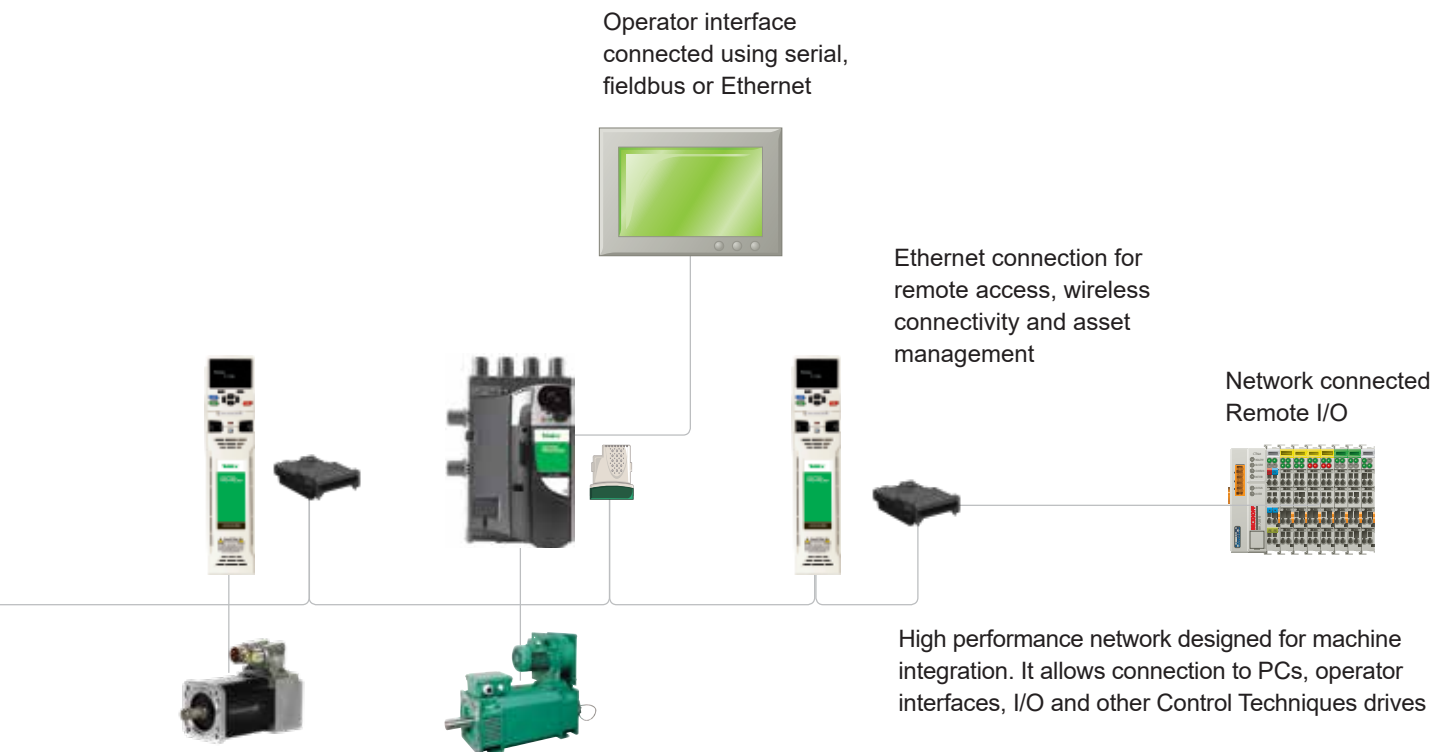 Operator interface
connected using serial,
fieldbus or Ethernet
Ethernet connection for
remote access, wireless
connectivity and asset
management
Network connected
Remote I/O
BECKHOFF
High performance network designed for machine
integration. It allows connection to PCs, operator
interfaces, I/O and other Control Techniques drives